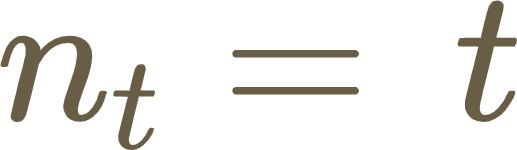 n_t = t